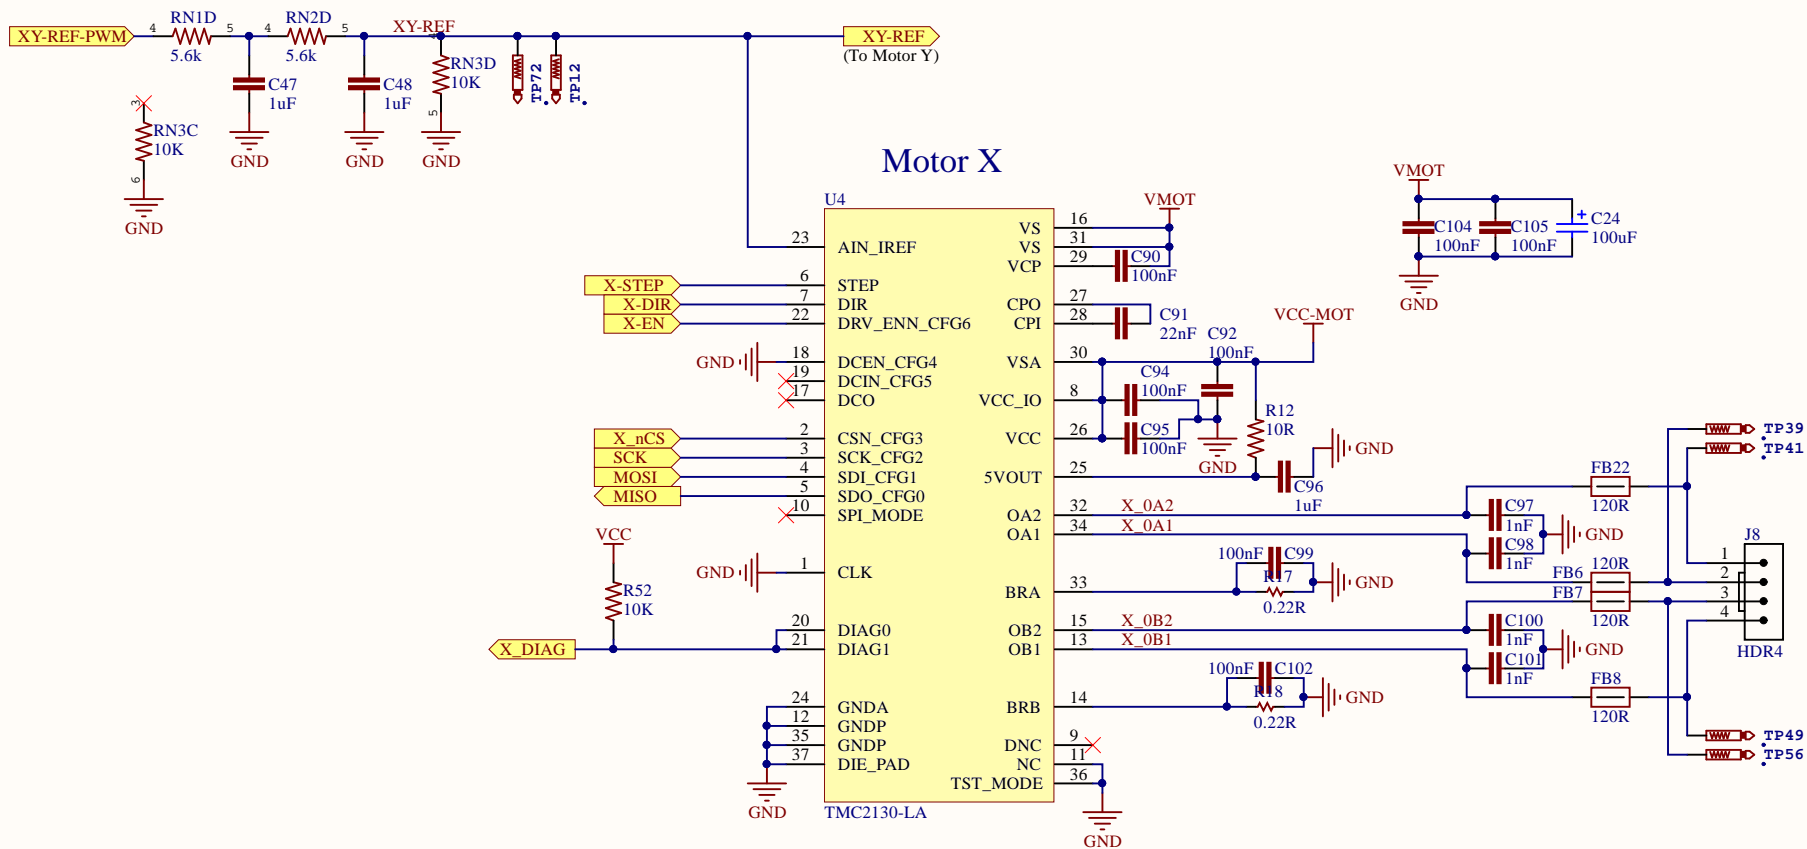 RN1D
RN2D
XY-REF-PWM
4
5
4
5
XY-REF
XY-REF
5.6k
5.6k
(To Motor Y)
4
C47
1uF
C48
1uF
RN3D
10K
5
TP72
TP12
3
RN3C
10K
6
GND
GND
GND
GND
Motor X
U4
VMOT
VMOT
23
AIN_IREF
VS
16
VS
31
VCP
29
C90
100nF
C104
100nF
C105
100nF
+
C24
100uF
GND
X-STEP
6
STEP
X-DIR
7
DIR
X-EN
22
DRV_ENN_CFG6
CPO
27
CPI
28
C91
22nF
C92
100nF
VCC-MOT
GND
18
DCEN_CFG4
19
DCIN_CFG5
17
DCO
VSA
30
C94
100nF
VCC_IO
8
R12
10R
X_nCS
2
CSN_CFG3
SCK
3
SCK_CFG2
MOSI
4
SDI_CFG1
MISO
5
SDO_CFG0
10
SPI_MODE
VCC
26
C95
100nF
GND
GND
5VOUT
25
C96
1uF
TP39
TP41
FB22
120R
OA2
32
X_0A2
OA1
34
X_0A1
C97
1nF
C98
1nF
GND
VCC
GND
1
CLK
R52
10K
BRA
33
100nF
C99
R17
0.22R
GND
120R
FB6
FB7
120R
J8
1
2
3
4
HDR4
X_DIAG
20
DIAG0
21
DIAG1
OB2
15
X_0B2
OB1
13
X_0B1
C100
1nF
C101
1nF
GND
FB8
120R
24
GNDA
12
GNDP
35
GNDP
37
DIE_PAD
GND
BRB
14
100nF
C102
R18
0.22R
GND
DNC
9
NC
11
TST_MODE
36
GND
TP49
TP56
TMC2130-LA